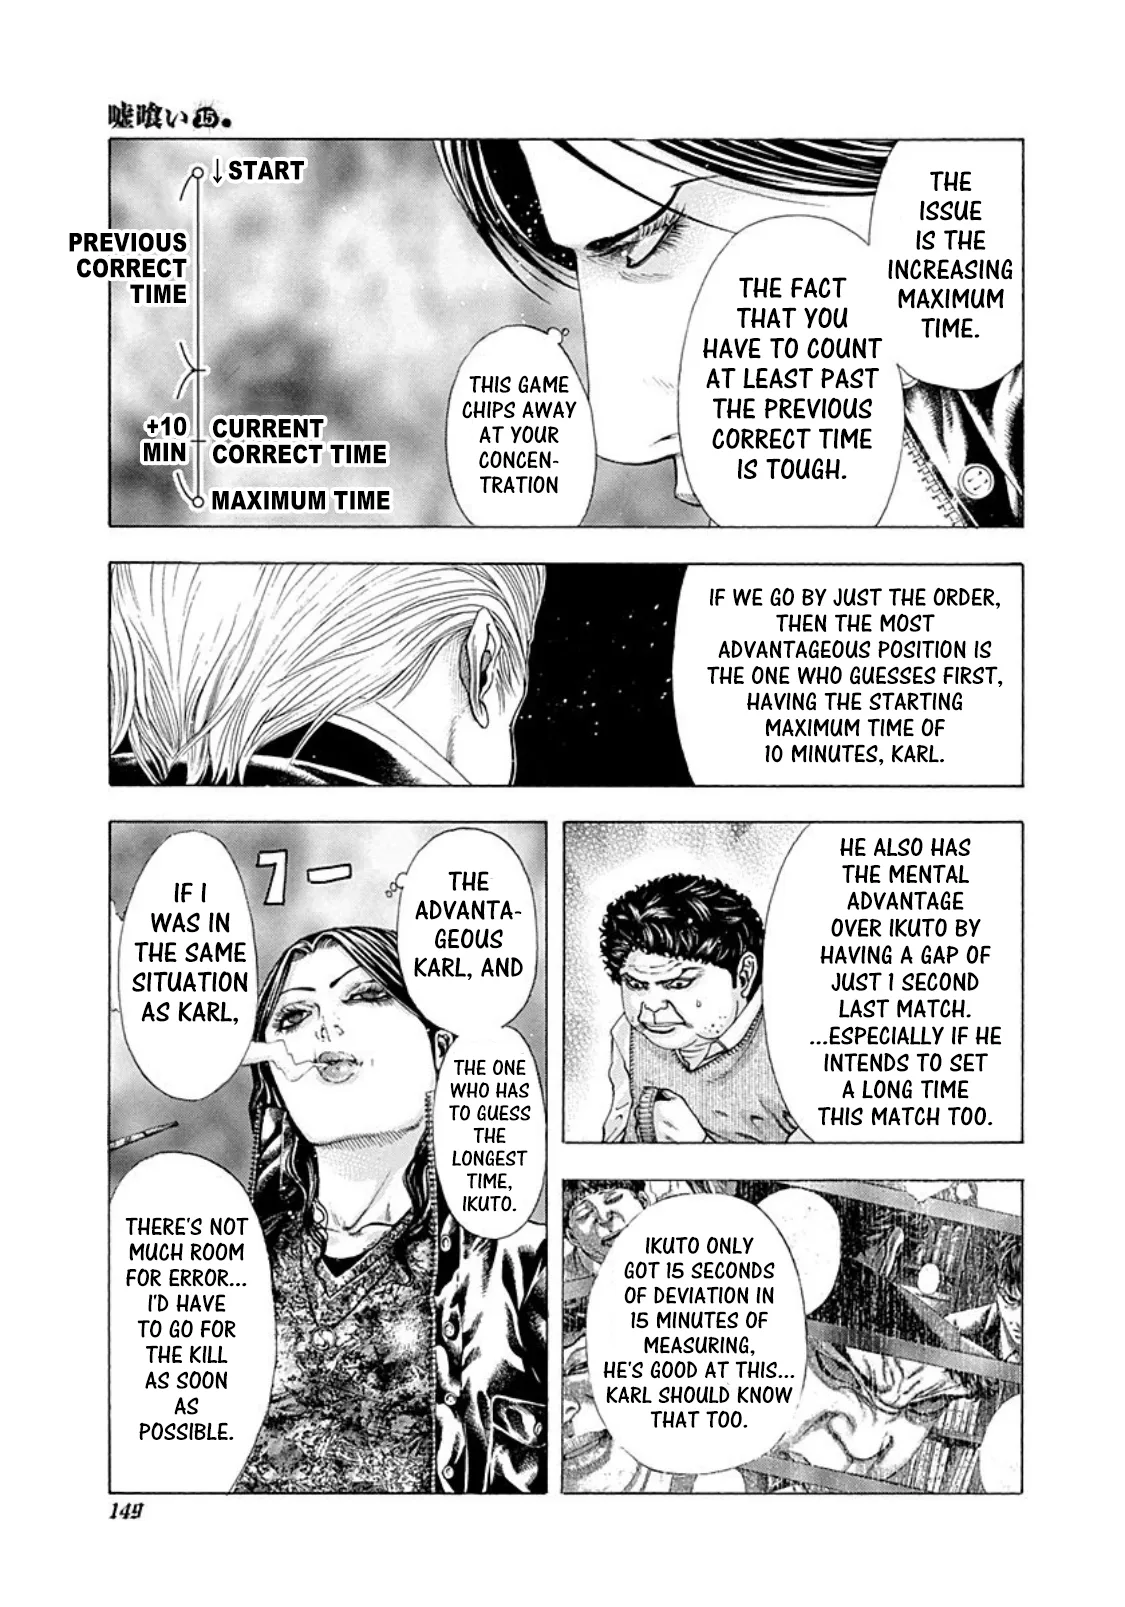 嘘喰い 15
THE
ISSUE
IS THE
INCREASING
MAXIMUM
TIME.
THE FACT
THAT YOU
HAVE TO COUNT
AT LEAST PAST
THE PREVIOUS
CORRECT TIME
IS TOUGH.
THIS GAME
CHIPS AWAY
AT YOUR
CONCEN-
TRATION
↓START
PREVIOUS
CORRECT
TIME
+10
MIN
CURRENT
CORRECT TIME
MAXIMUM TIME
IF WE GO BY JUST THE ORDER,
THEN THE MOST
ADVANTAGEOUS POSITION IS
THE ONE WHO GUESSES FIRST,
HAVING THE STARTING
MAXIMUM TIME OF
10 MINUTES, KARL.
HE ALSO HAS
THE MENTAL
ADVANTAGE
OVER IKUTO BY
HAVING A GAP OF
JUST 1 SECOND
LAST MATCH.
...ESPECIALLY IF HE
INTENDS TO SET
A LONG TIME
THIS MATCH TOO.
IKUTO ONLY
GOT 15 SECONDS
OF DEVIATION IN
15 MINUTES OF
MEASURING,
HE'S GOOD AT THIS...
KARL SHOULD KNOW
THAT TOO.
THE
ADVANTA-
GEOUS
KARL, AND
THE ONE
WHO HAS
TO GUESS
THE
LONGEST
TIME,
IKUTO.
フー
IF I
WAS IN
THE SAME
SITUATION
AS KARL,
THERE'S NOT
MUCH ROOM
FOR ERROR...
I'D HAVE
TO GO FOR
THE KILL
AS SOON
AS
POSSIBLE.
149